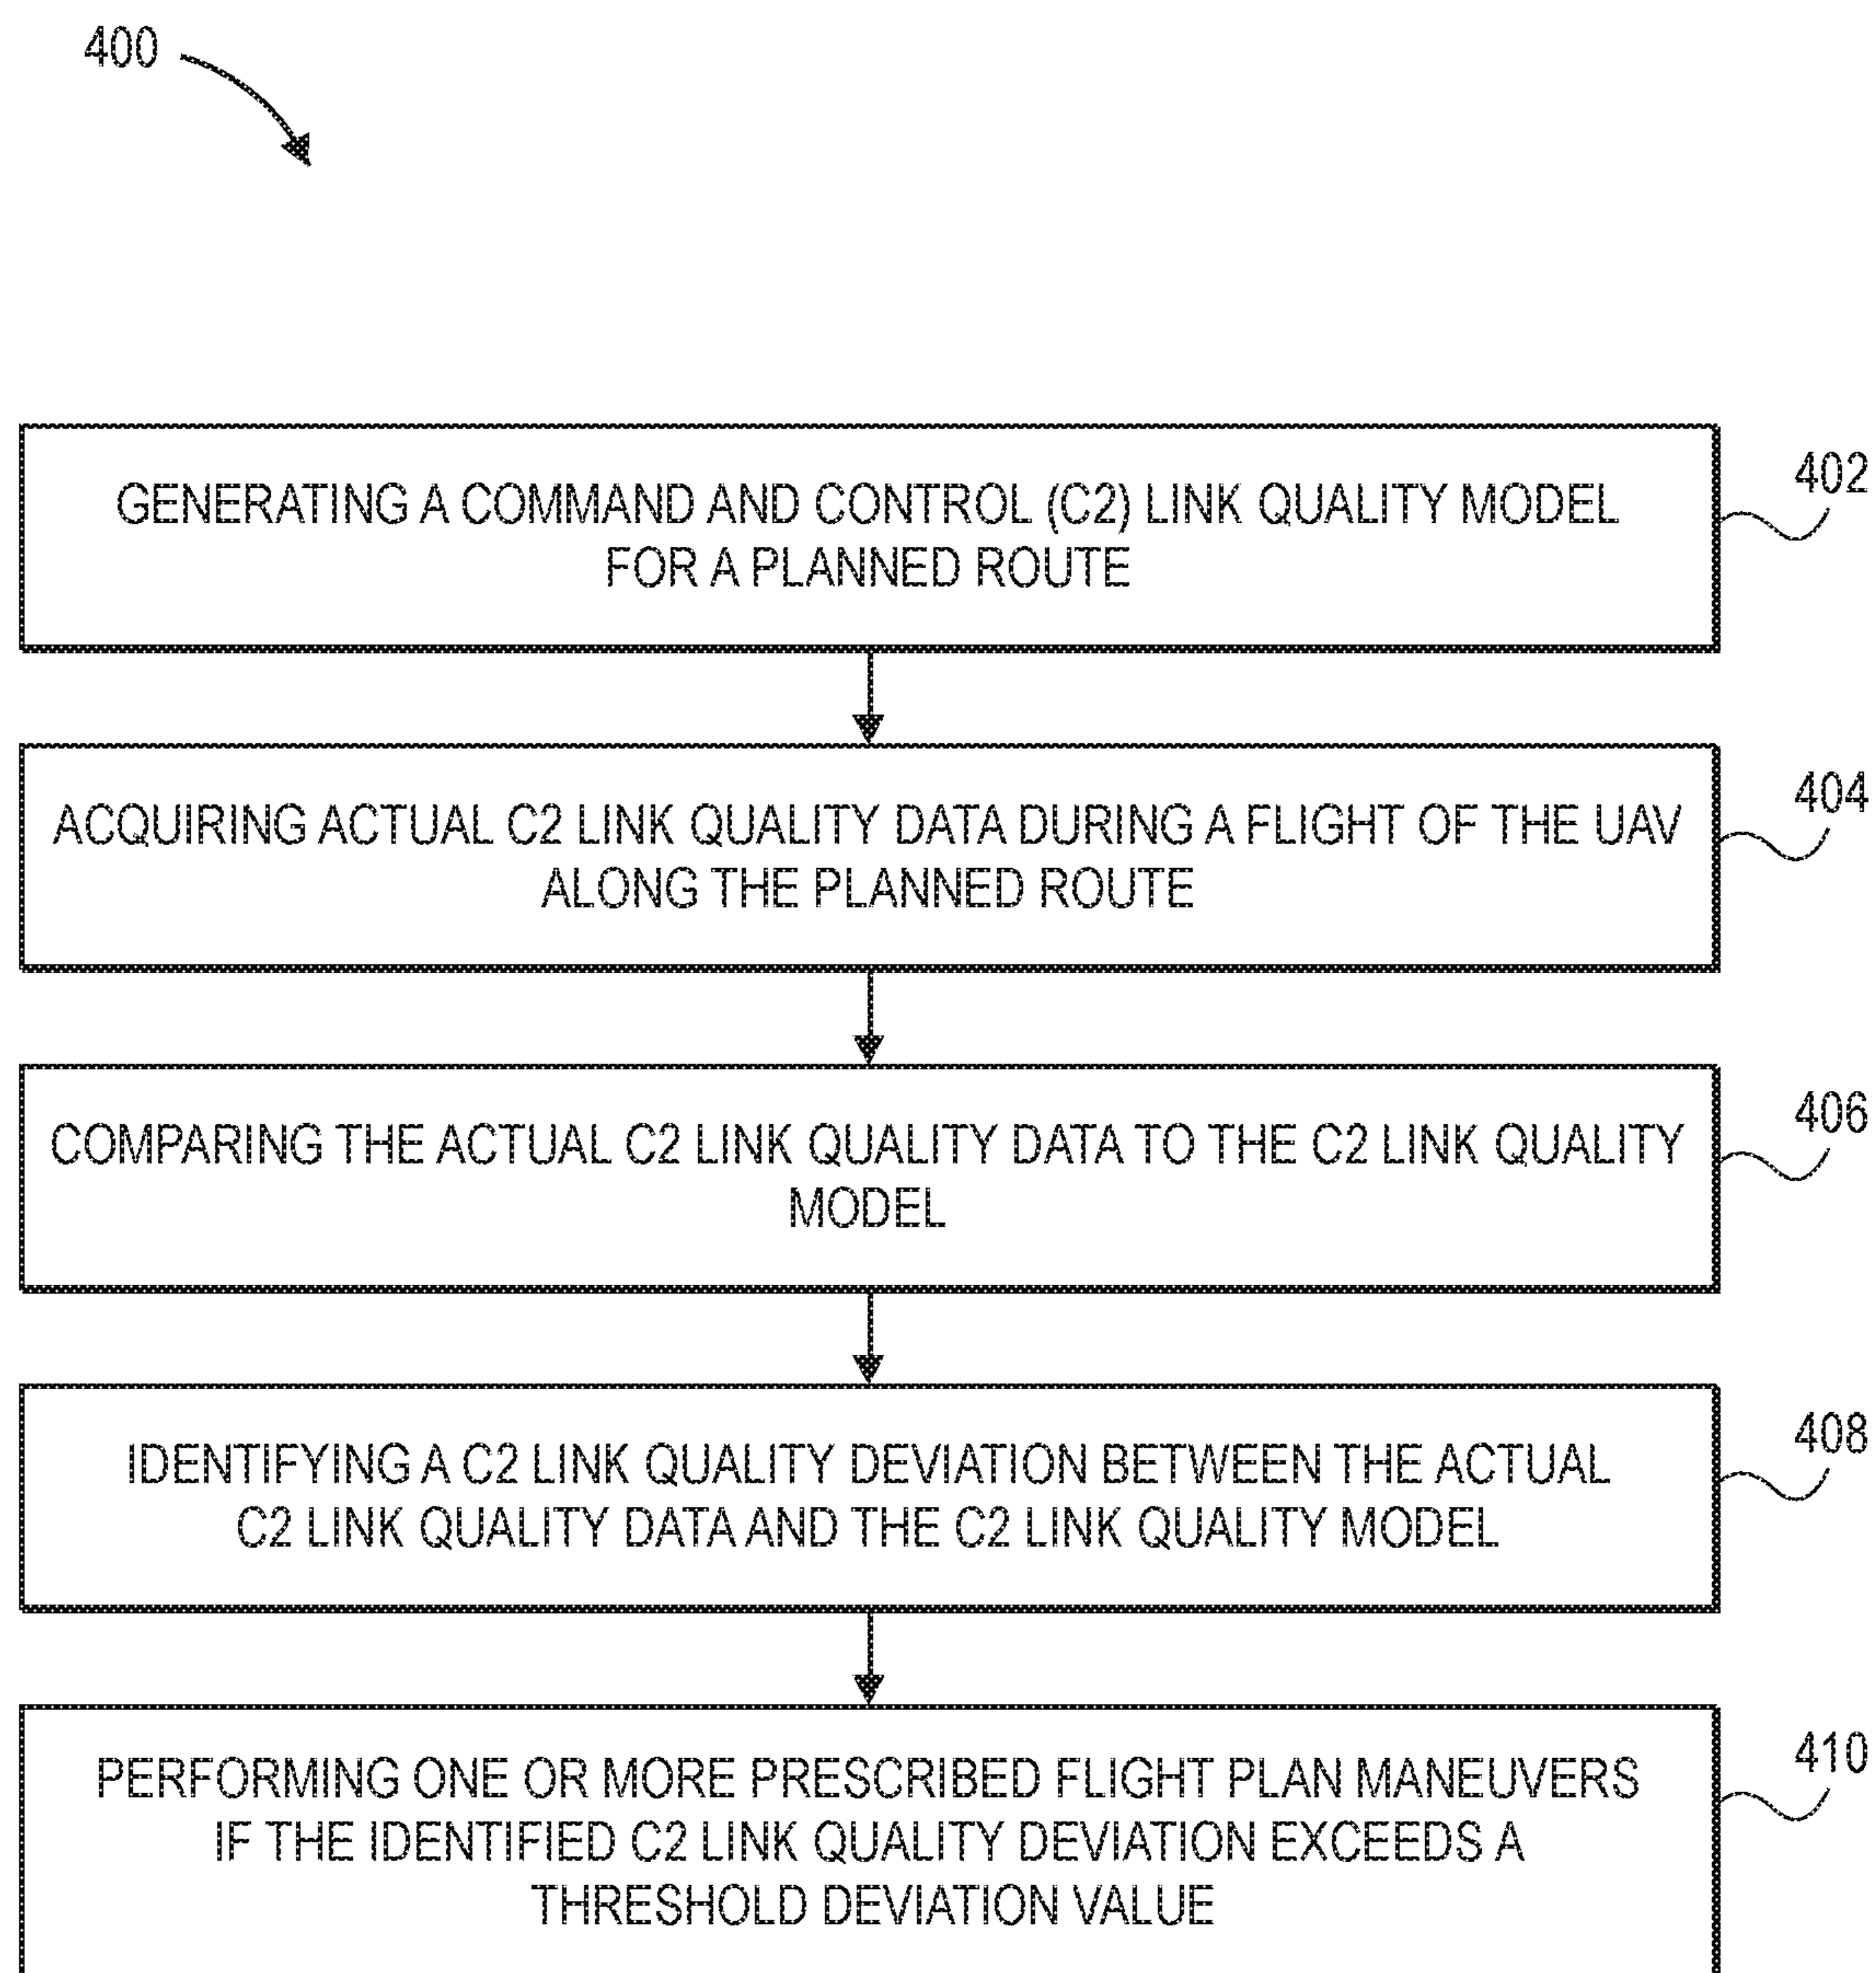 400
GENERATING A COMMAND AND CONTROL (C2) LINK QUALITY MODEL
FOR A PLANNED ROUTE
402
ACQUIRING ACTUAL C2 LINK QUALITY DATA DURING A FLIGHT OF THE UAV
ALONG THE PLANNED ROUTE
404
COMPARING THE ACTUAL C2 LINK QUALITY DATA TO THE C2 LINK QUALITY
MODEL
406
IDENTIFYING A C2 LINK QUALITY DEVIATION BETWEEN THE ACTUAL
C2 LINK QUALITY DATA AND THE C2 LINK QUALITY MODEL
408
PERFORMING ONE OR MORE PRESCRIBED FLIGHT PLAN MANEUVERS
IF THE IDENTIFIED C2 LINK QUALITY DEVIATION EXCEEDS A
THRESHOLD DEVIATION VALUE
410